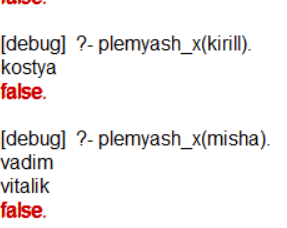 false.
[debug] ?- plemyash_x(kirill).
kostya
false.
[debug] ?- plemyash_x(misha).
vadim
vitalik
false.